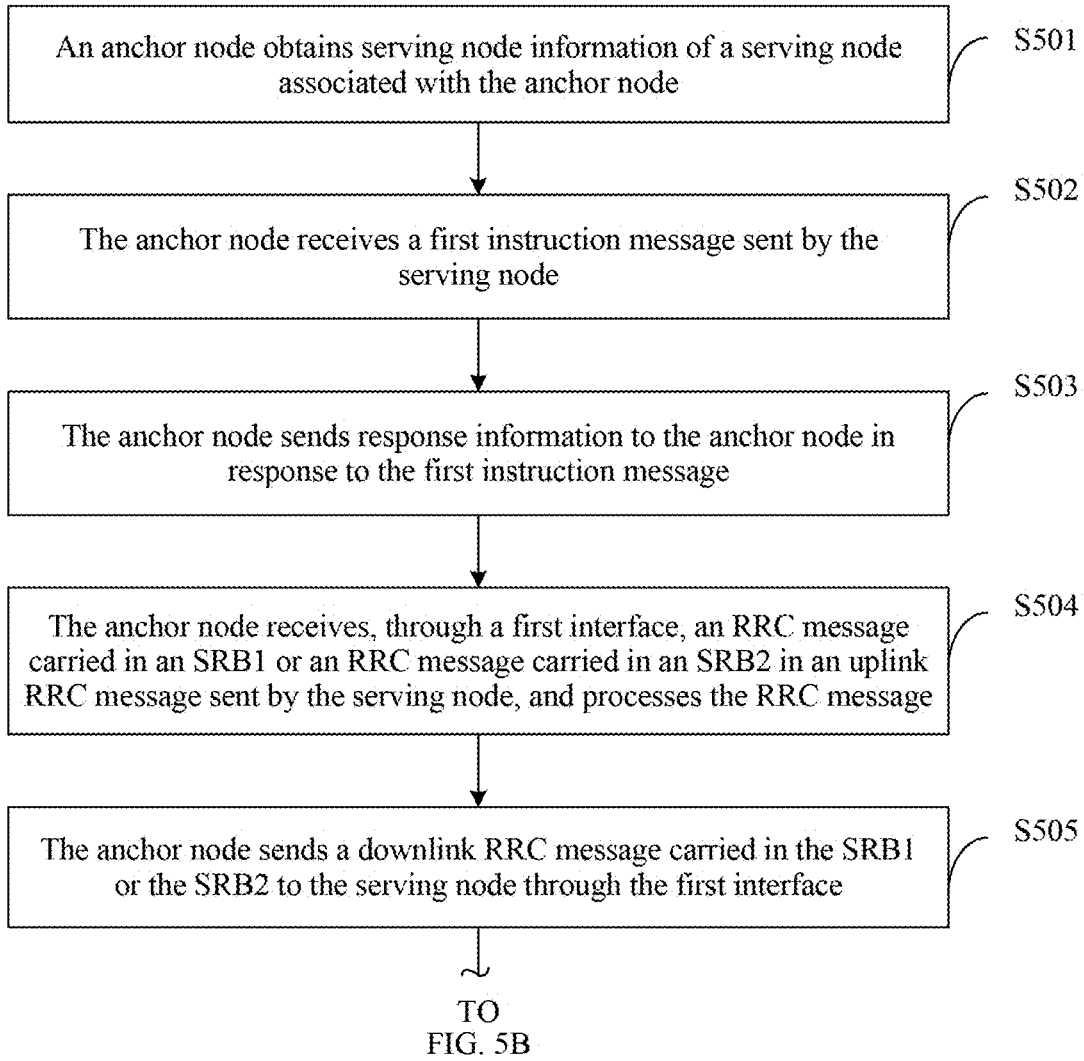 An anchor node obtains serving node information of a serving node
associated with the anchor node
S501
The anchor node receives a first instruction message sent by the
serving node
S502
The anchor node sends response information to the anchor node in
response to the first instruction message
S503
The anchor node receives, through a first interface, an RRC message
carried in an SRB1 or an RRC message carried in an SRB2 in an uplink
RRC message sent by the serving node, and processes the RRC message
S504
The anchor node sends a downlink RRC message carried in the SRB1
or the SRB2 to the serving node through the first interface
S505
TO
FIG. 5B